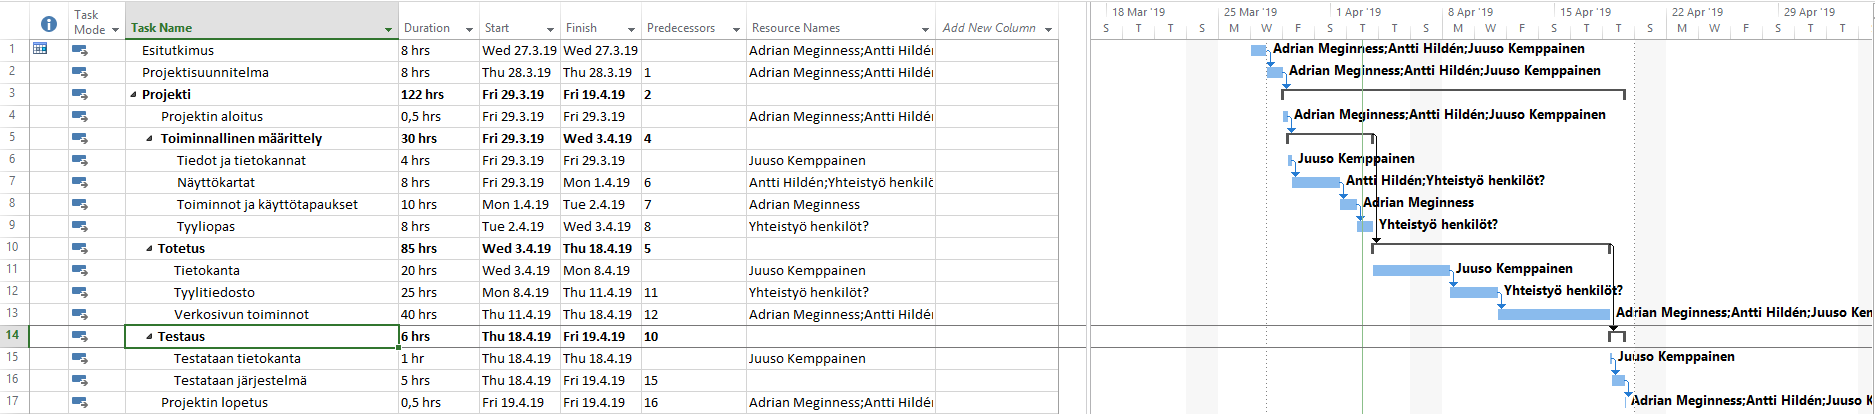 Task Mode Task Name Duration Start Finish Predecessors Resource Names Add New Column
18 Mar '19 25 Mar '19 1 Apr '19 8 Apr '19 15 Apr '19 22 Apr '19 29 Apr '19
S T T S M W F S T T S M W F S T T S M W F S T T
1 Esitutkimus 8 hrs Wed 27.3.19 Wed 27.3.19 Adrian Meginness;Antti Hildén Adrian Meginness;Antti Hildén;Juuso Kemppainen
2 Projektisuunnitelma 8 hrs Thu 28.3.19 Thu 28.3.19 1 Adrian Meginness;Antti Hildén Adrian Meginness;Antti Hildén;Juuso Kemppainen
3 Projekti 122 hrs Fri 29.3.19 Fri 19.4.19 2
4 Projektin aloitus 0,5 hrs Fri 29.3.19 Fri 29.3.19 Adrian Meginness;Antti Hildén Adrian Meginness;Antti Hildén;Juuso Kemppainen
5 Toiminnallinen määrittely 30 hrs Fri 29.3.19 Wed 3.4.19 4
6 Tiedot ja tietokannat 4 hrs Fri 29.3.19 Fri 29.3.19 Juuso Kemppainen Juuso Kemppainen
7 Näyttökartat 8 hrs Fri 29.3.19 Mon 1.4.19 6 Antti Hildén;Yhteistyö henkilö Antti Hildén;Yhteistyö henkilöt?
8 Toiminnot ja käyttötapaukset 10 hrs Mon 1.4.19 Tue 2.4.19 7 Adrian Meginness Adrian Meginness
9 Tyyliopas 8 hrs Tue 2.4.19 Wed 3.4.19 8 Yhteistyö henkilöt? Yhteistyö henkilöt?
10 Totetus 85 hrs Wed 3.4.19 Thu 18.4.19 5
11 Tietokanta 20 hrs Wed 3.4.19 Mon 8.4.19 Juuso Kemppainen Juuso Kemppainen
12 Tyylitiedosto 25 hrs Mon 8.4.19 Thu 11.4.19 11 Yhteistyö henkilöt? Yhteistyö henkilöt?
13 Verkosivun toiminnot 40 hrs Thu 11.4.19 Thu 18.4.19 12 Adrian Meginness;Antti Hildén Adrian Meginness;Antti Hildén;Juuso Ken
14 Testaus 6 hrs Thu 18.4.19 Fri 19.4.19 10
15 Testataan tietokanta 1 hr Thu 18.4.19 Thu 18.4.19 Juuso Kemppainen Juuso Kemppainen
16 Testataan järjestelmä 5 hrs Thu 18.4.19 Fri 19.4.19 15
17 Projektin lopetus 0,5 hrs Fri 19.4.19 Fri 19.4.19 16 Adrian Meginness;Antti Hildén Adrian Meginness;Antti Hildén;Juuso K